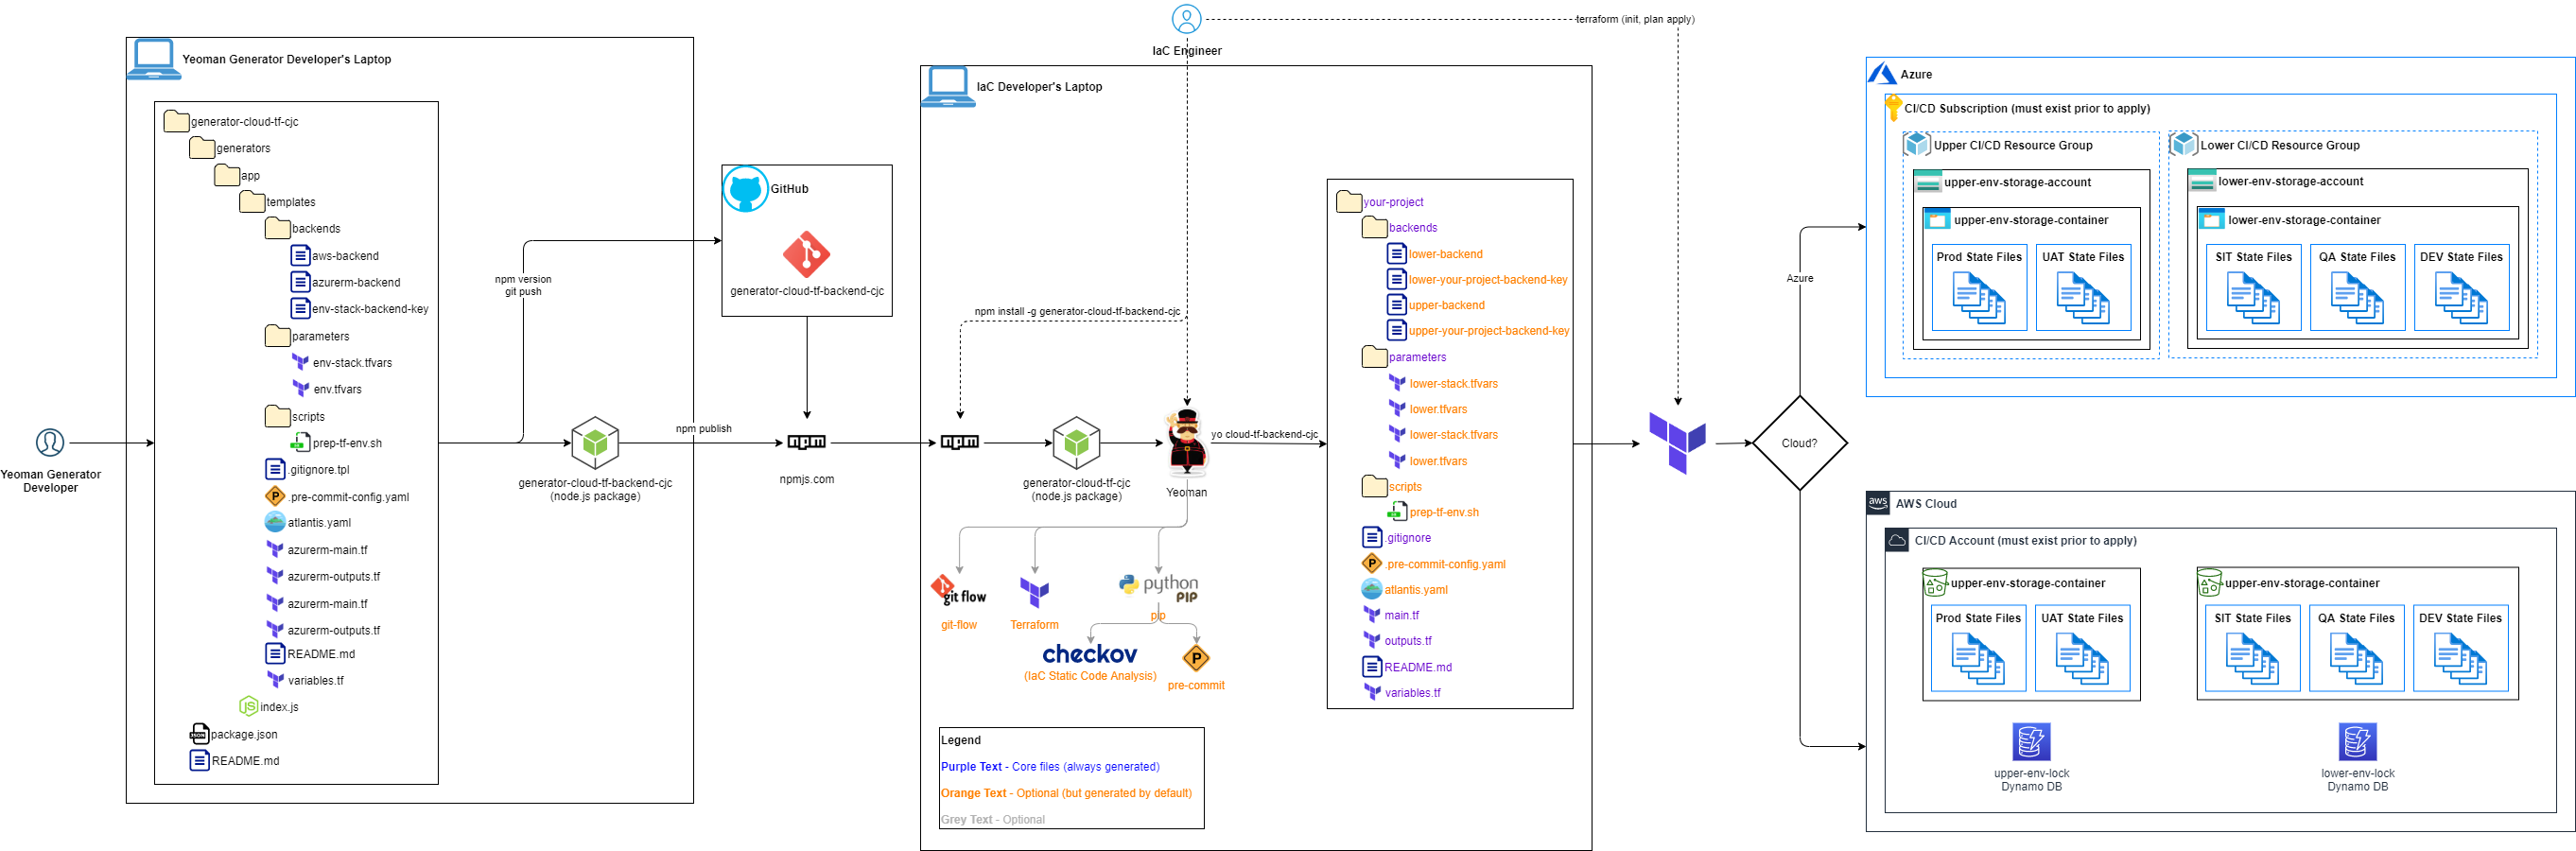 Yeoman Generator
Developer
Yeoman Generator Developer's Laptop
generator-cloud-tf-cjc
generators
app
templates
backends
aws-backend
azurerm-backend
env-stack-backend-key
parameters
env-stack.tfvars
env.tfvars
scripts
prep-tf-env.sh
.gitignore.tpl
.pre-commit-config.yaml
atlantis.yaml
azurerm-main.tf
azurerm-outputs.tf
azurerm-main.tf
azurerm-outputs.tf
README.md
variables.tf
JS
index.js
JSON
package.json
README.md
npm version
git push
generator-cloud-tf-backend-cjc
(node.js package)
npm publish
GitHub
generator-cloud-tf-backend-cjc
npm
npmjs.com
IaC Engineer
terraform (init, plan apply)
IaC Developer's Laptop
npm install -g generator-cloud-tf-backend-cjc
npm
generator-cloud-tf-cjc
(node.js package)
Yeoman
yo cloud-tf-backend-cjc
git flow
git-flow
Terraform
python
PIP
pip
checkov
(IaC Static Code Analysis)
P
pre-commit
Legend
Purple Text - Core files (always generated)
Orange Text - Optional (but generated by default)
Grey Text - Optional
your-project
backends
lower-backend
lower-your-project-backend-key
upper-backend
upper-your-project-backend-key
parameters
lower-stack.tfvars
lower.tfvars
lower-stack.tfvars
lower.tfvars
scripts
prep-tf-env.sh
.gitignore
P
.pre-commit-config.yaml
atlantis.yaml
main.tf
outputs.tf
README.md
variables.tf
Cloud?
Azure
Azure
CI/CD Subscription (must exist prior to apply)
Upper CI/CD Resource Group
upper-env-storage-account
upper-env-storage-container
Prod State Files
UAT State Files
Lower CI/CD Resource Group
lower-env-storage-account
lower-env-storage-container
SIT State Files
QA State Files
DEV State Files
aws
AWS Cloud
CI/CD Account (must exist prior to apply)
upper-env-storage-container
Prod State Files
UAT State Files
upper-env-storage-container
SIT State Files
QA State Files
DEV State Files
upper-env-lock
Dynamo DB
lower-env-lock
Dynamo DB